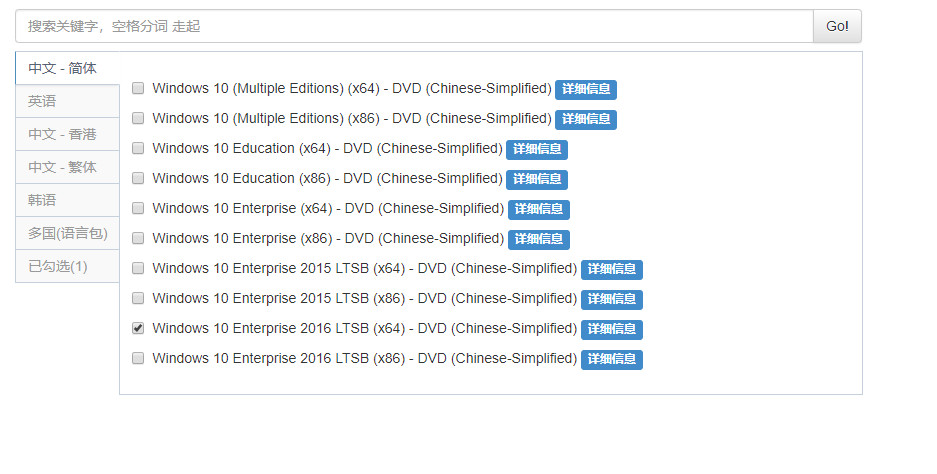 搜索关键字，空格分词 走起 Go!
中文 - 简体
英语
中文 - 香港
中文 - 繁体
韩语
多国(语言包)
已勾选(1)
Windows 10 (Multiple Editions) (x64) - DVD (Chinese-Simplified) 详细信息
Windows 10 (Multiple Editions) (x86) - DVD (Chinese-Simplified) 详细信息
Windows 10 Education (x64) - DVD (Chinese-Simplified) 详细信息
Windows 10 Education (x86) - DVD (Chinese-Simplified) 详细信息
Windows 10 Enterprise (x64) - DVD (Chinese-Simplified) 详细信息
Windows 10 Enterprise (x86) - DVD (Chinese-Simplified) 详细信息
Windows 10 Enterprise 2015 LTSB (x64) - DVD (Chinese-Simplified) 详细信息
Windows 10 Enterprise 2015 LTSB (x86) - DVD (Chinese-Simplified) 详细信息
Windows 10 Enterprise 2016 LTSB (x64) - DVD (Chinese-Simplified) 详细信息
Windows 10 Enterprise 2016 LTSB (x86) - DVD (Chinese-Simplified) 详细信息